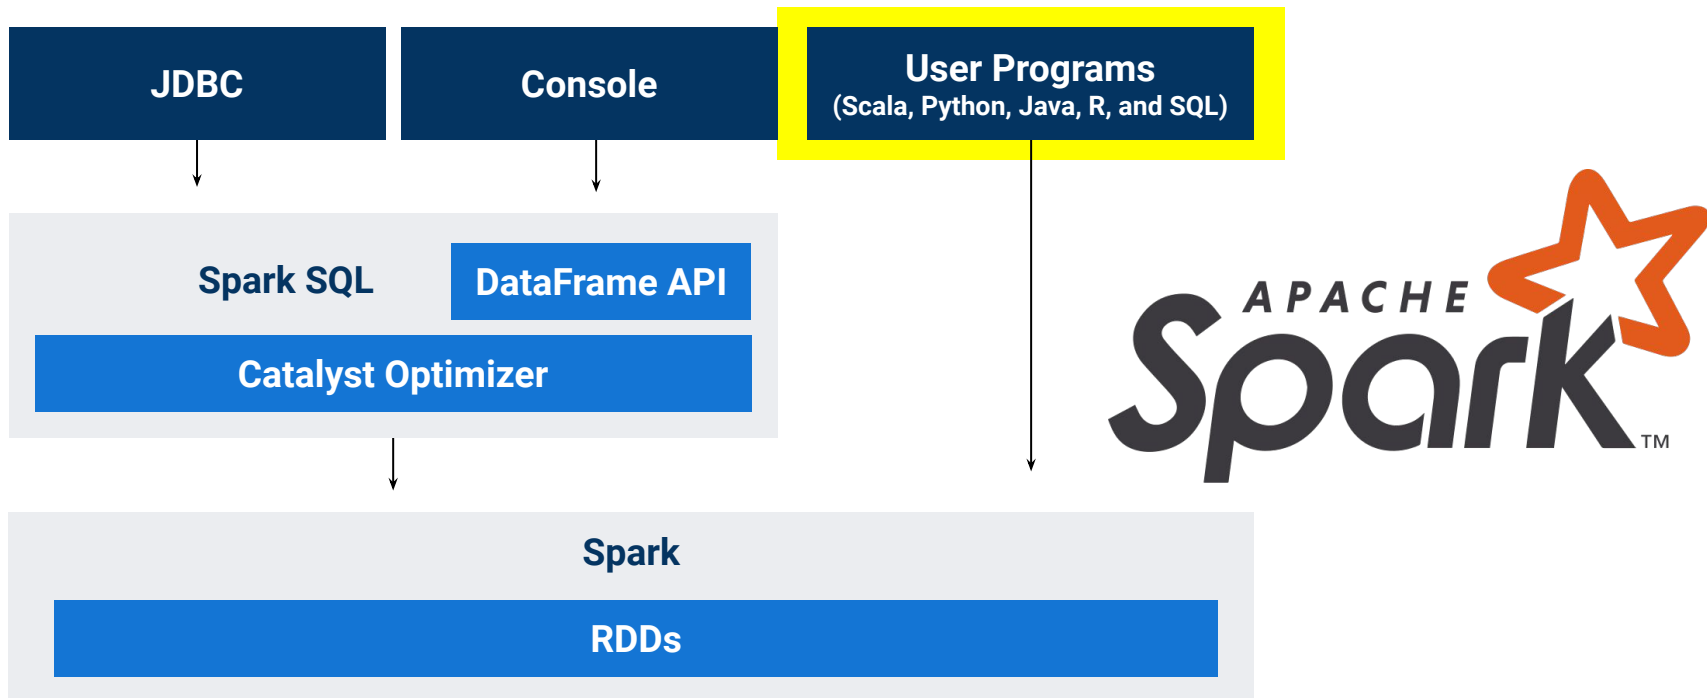 JDBC
Console
User Programs
(Scala, Python, Java, R, and SQL)
Spark SQL
DataFrame API
Catalyst Optimizer
APACHE
Spark
TM
Spark
RDDs